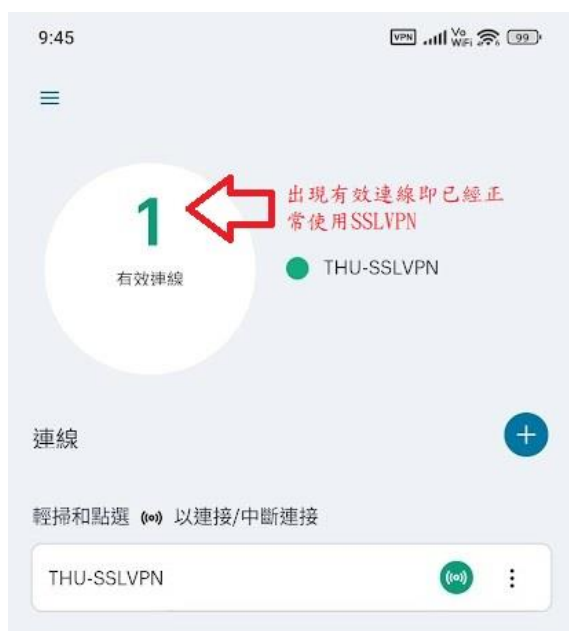 9:45
VPN Vo WiFi 6 99
1
出現有效連線即已經正
常使用SSLVPN
有效連線
THU-SSLVPN
連線
+
輕掃和點選 以連接/中斷連接
THU-SSLVPN